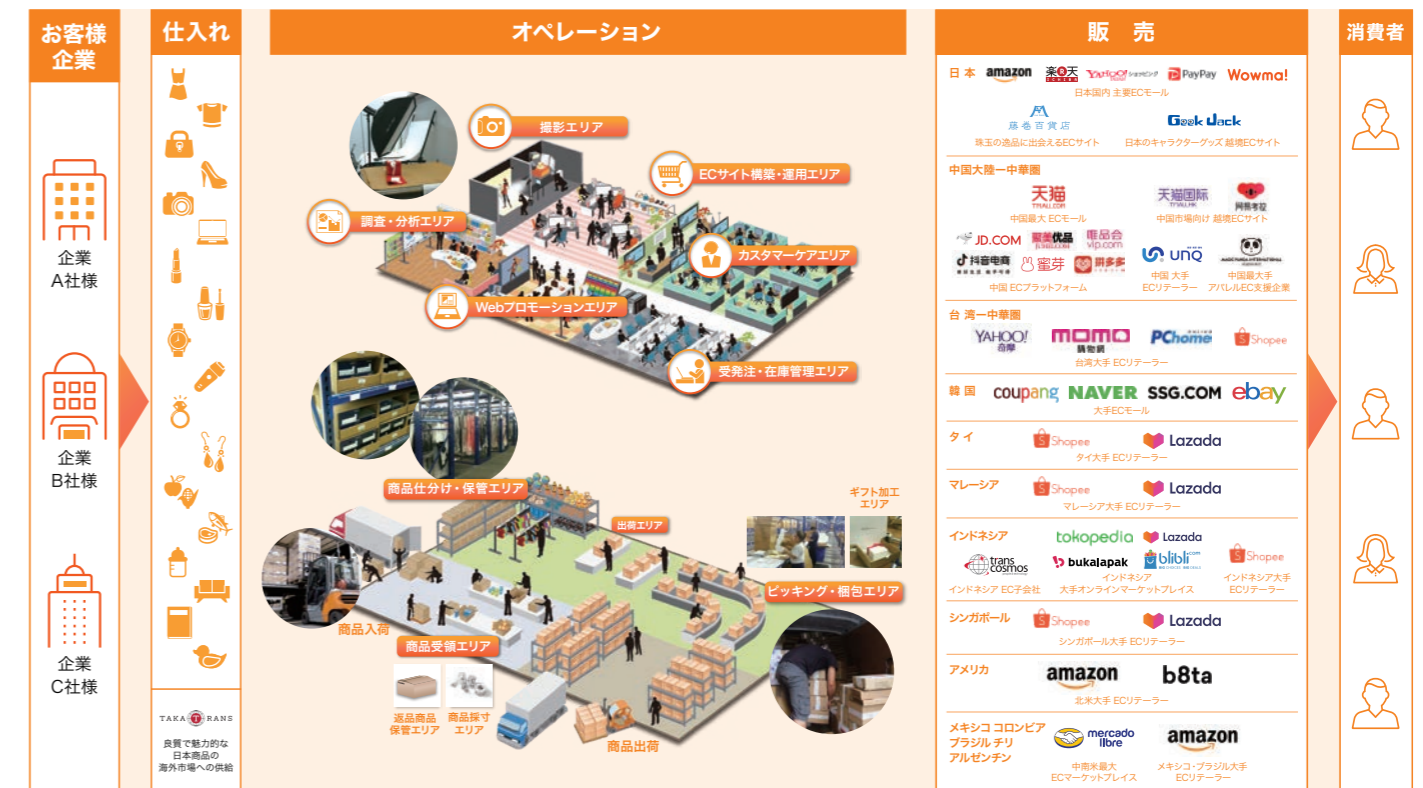 お客様
企業
企業
A社様
企業
B社様
企業
C社様
仕入れ
TAKA T RANS
良質で魅力的な
日本商品の
海外市場への供給
オペレーション
撮影エリア
ECサイト構築・運用エリア
調査・分析エリア
カスタマーケアエリア
Webプロモーションエリア
受発注・在庫管理エリア
商品仕分け・保管エリア
ギフト加工
エリア
出荷エリア
ピッキング・梱包エリア
商品入荷
商品受領エリア
返品商品
保管エリア
商品採寸
エリア
商品出荷
販 売
日 本
amazon 楽天 YAHOO! ショッピング PayPay Wowma!
日本国内 主要ECモール
藤巻百貨店
Geek Jack
珠玉の逸品に出会えるECサイト
日本のキャラクターグッズ 越境ECサイト
中国大陸ー中華圏
天猫
TMALL.COM
天猫国际
TMALL.HK
网易考拉
中国最大 ECモール
中国市場向け 越境ECサイト
JD.COM 聚美优品 唯品会
vip.com
抖音电商 蜜芽 拼多多
unQ
中国 ECプラットフォーム
中国 大手
ECリテーラー
中国最大手
アパレルEC支援企業
台 湾ー中華圏
YAHOO!
奇摩
momo
購物網
PChome
Shopee
台湾大手 ECリテーラー
韓 国
coupang NAVER SSG.COM ebay
大手ECモール
タ イ
Shopee Lazada
タイ大手 ECリテーラー
マレーシア
Shopee Lazada
マレーシア大手 ECリテーラー
インドネシア
tokopedia Lazada
trans
cosmos
bukalapak blibli.com Shopee
インドネシア EC子会社
インドネシア
大手オンラインマーケットプレイス
インドネシア大手
ECリテーラー
シンガポール
Shopee Lazada
シンガポール大手 ECリテーラー
アメリカ
amazon b8ta
北米大手 ECリテーラー
メキシコ コロンビア
ブラジル チリ
アルゼンチン
mercado
libre
amazon
中南米最大
ECマーケットプレイス
メキシコ・ブラジル大手
ECリテーラー
消費者